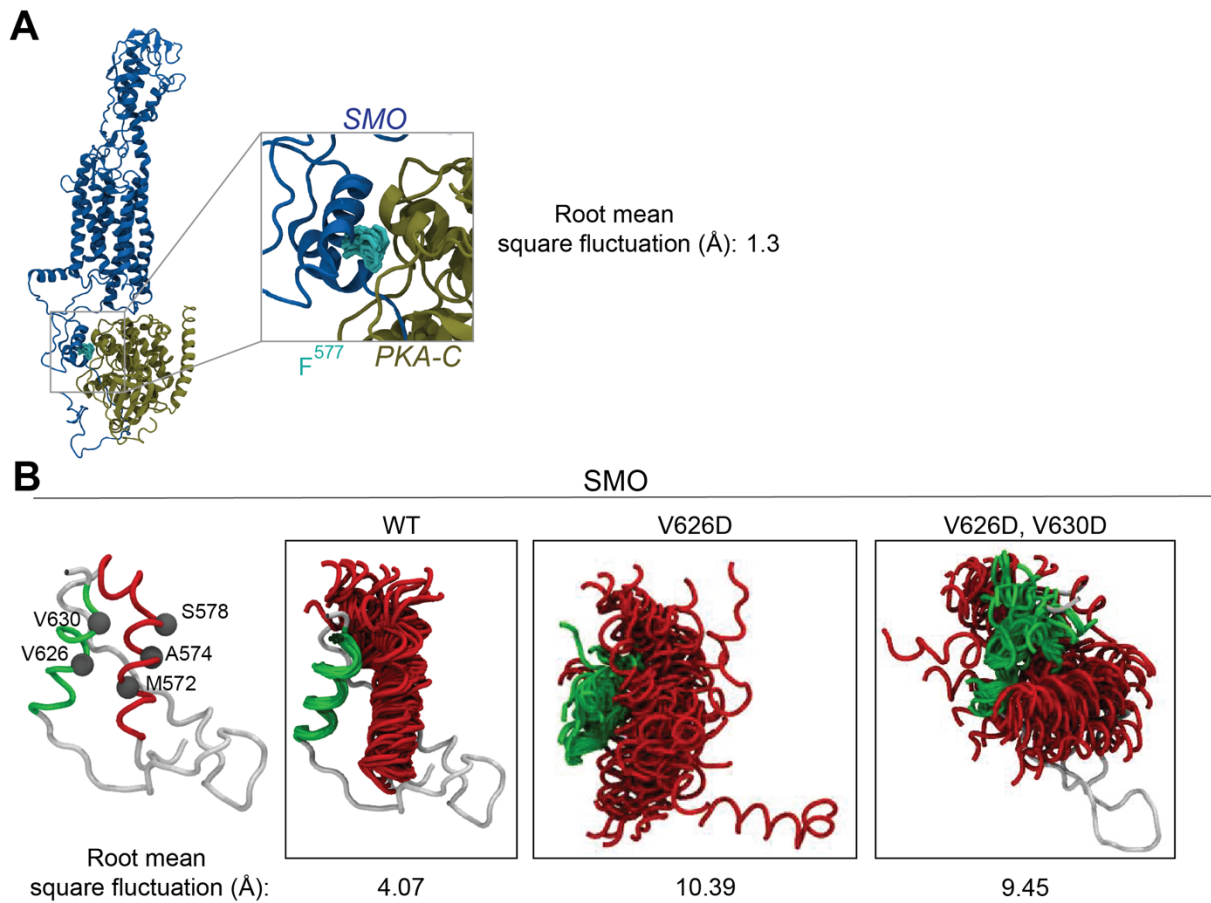 A
SMO
Root mean
square fluctuation (Å): 1.3
F577
PKA-C
B
SMO
WT
V626D
V626D, V630D
V630
S578
V626
A574
M572
Root mean
square fluctuation (Å):
4.07
10.39
9.45